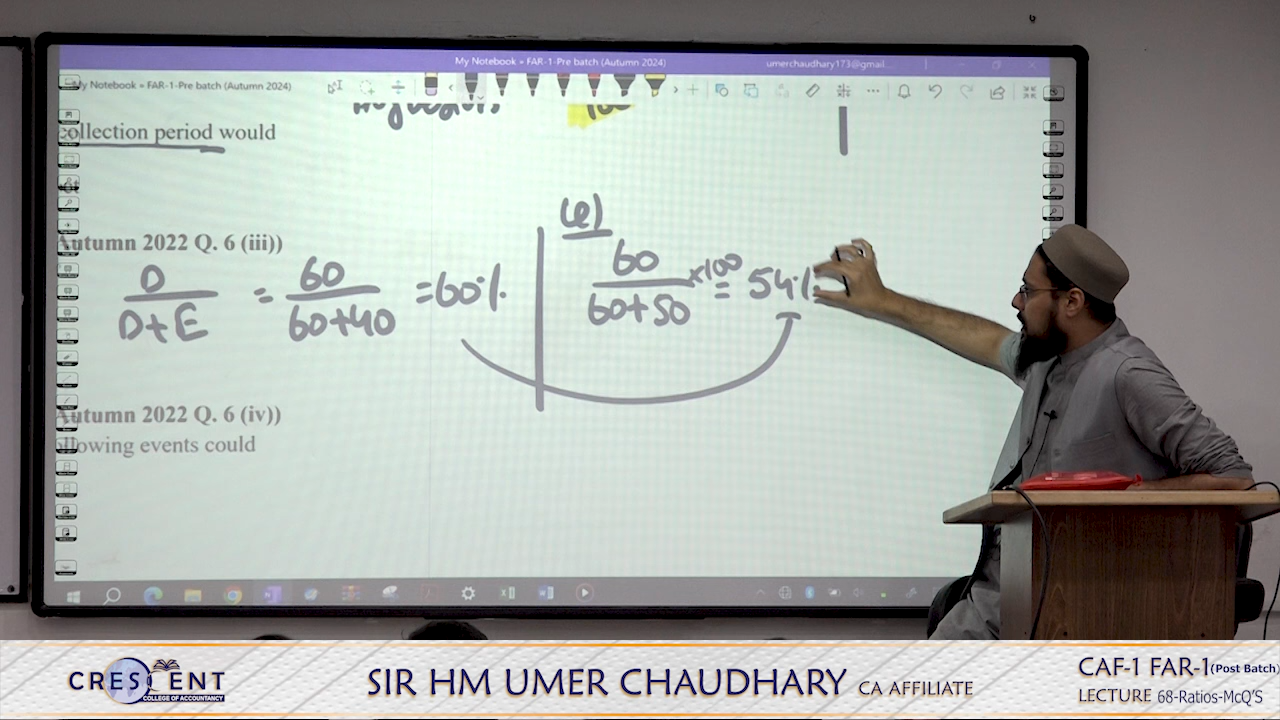 My Notebook » FAR-1-Pre batch (Autumn 2024)
umerchaudhary173@gmail...
My Notebook » FAR-1-Pre batch (Autumn 2024)
collection period would
Autumn 2022 Q. 6 (iii))
D / D+E = 60 / 60+40 = 60%
(e)
60 / 60+50 ×100 = 54%
Autumn 2022 Q. 6 (iv))
ollowing events could
CRESCENT
COLLEGE OF ACCOUNTANCY
SIR HM UMER CHAUDHARY CA AFFILIATE
CAF-1 FAR-1(Post Batch)
LECTURE 68-Ratios-McQ'S